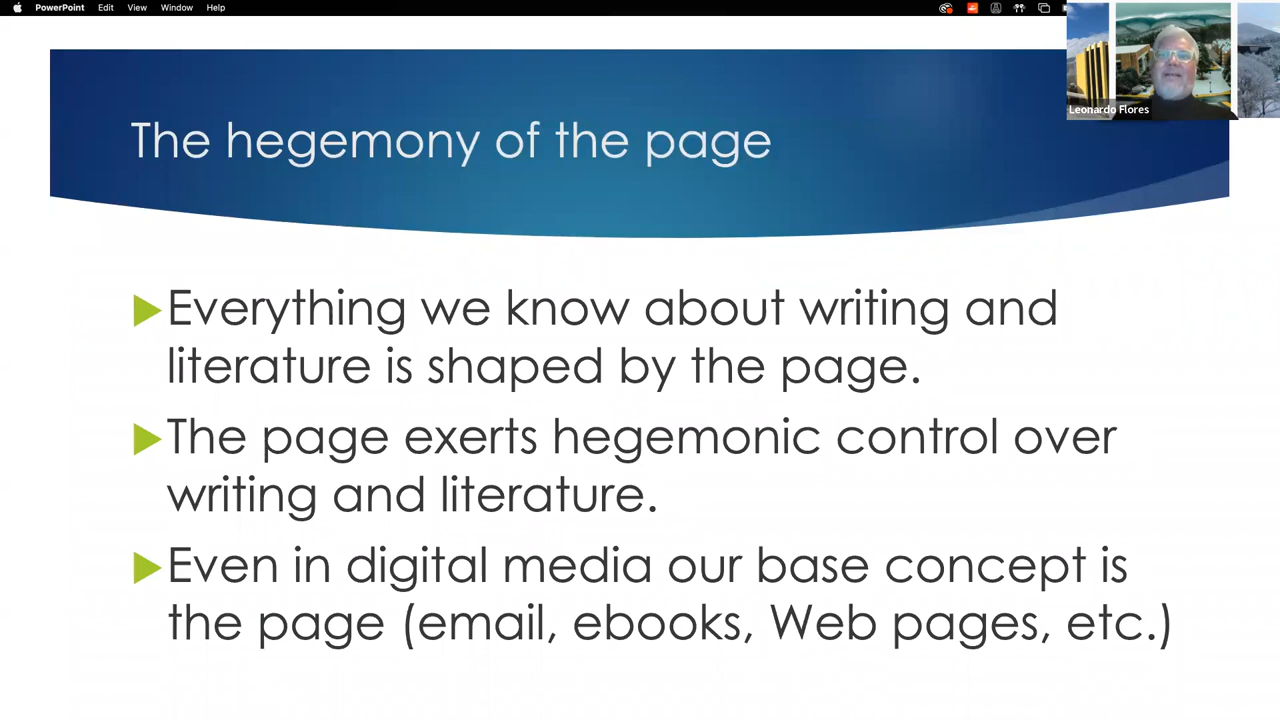 PowerPoint Edit View Window Help
Leonardo Flores
The hegemony of the page
Everything we know about writing and
literature is shaped by the page.
The page exerts hegemonic control over
writing and literature.
Even in digital media our base concept is
the page (email, ebooks, Web pages, etc.)